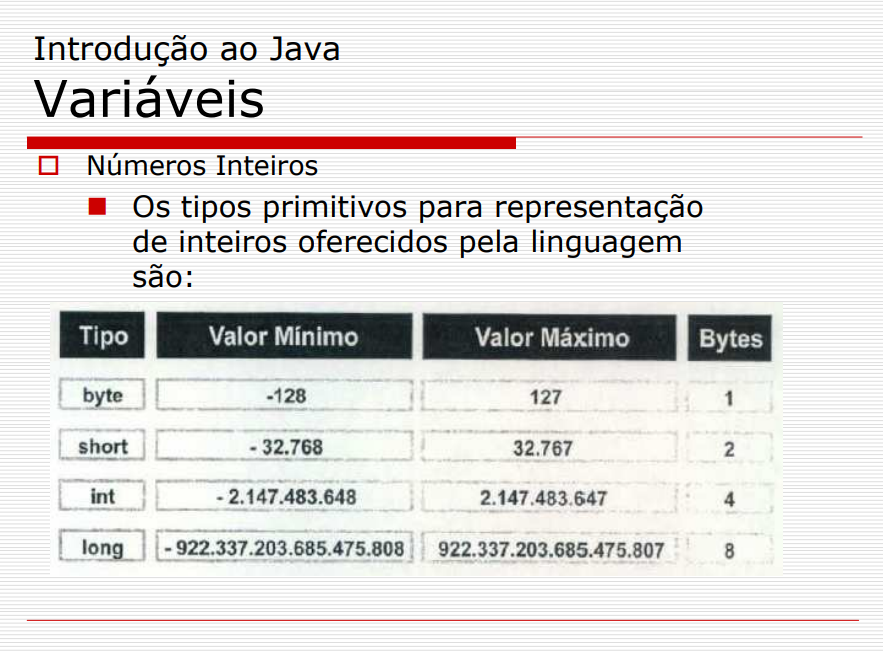 Introdução ao Java
Variáveis
Números Inteiros
Os tipos primitivos para representação
de inteiros oferecidos pela linguagem
são:
Tipo Valor Mínimo Valor Máximo Bytes
byte -128 127 1
short - 32.768 32.767 2
int - 2.147.483.648 2.147.483.647 4
long - 922.337.203.685.475.808 922.337.203.685.475.807 8